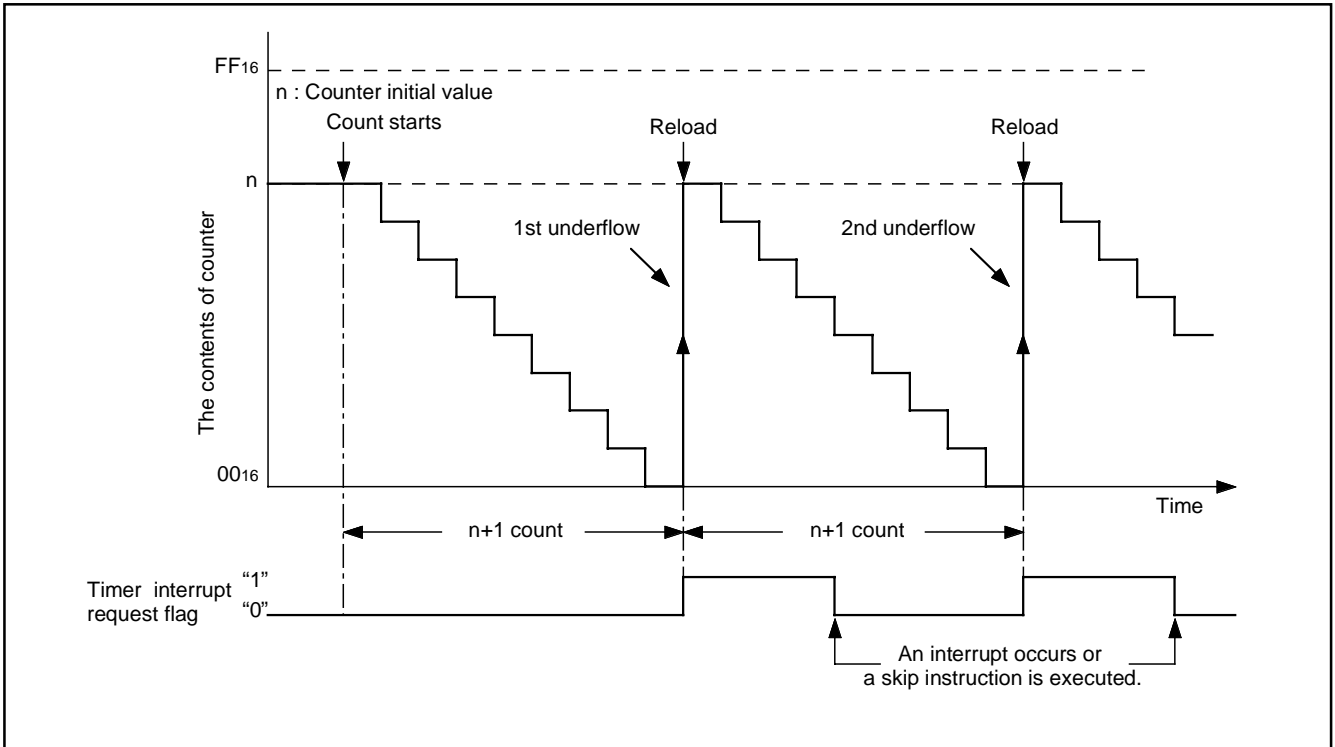 FF16
n : Counter initial value
Count starts
Reload
Reload
n
The contents of counter
1st underflow
2nd underflow
0016
Time
n+1 count
n+1 count
Timer interrupt
request flag
“1”
“0”
An interrupt occurs or
a skip instruction is executed.